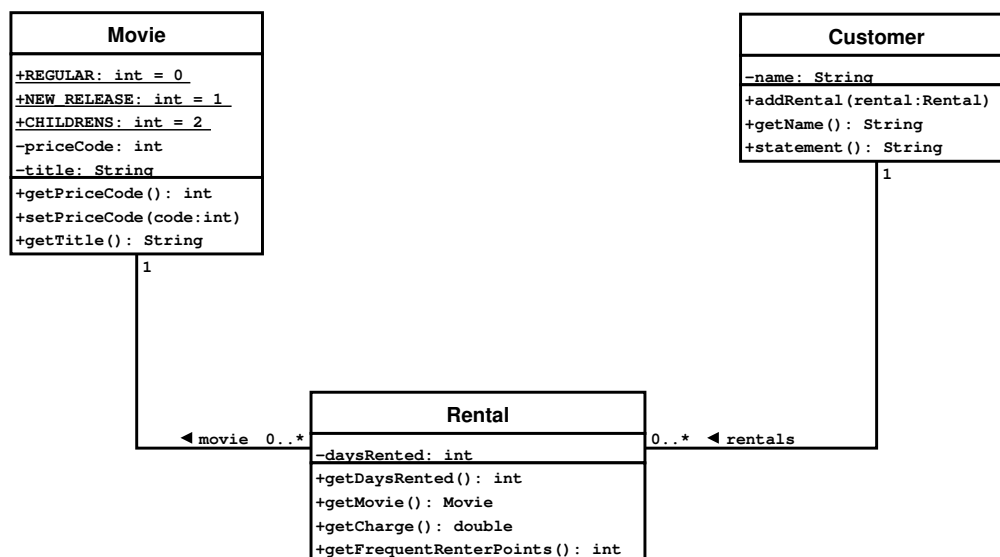 Movie
+REGULAR: int = 0
+NEW_RELEASE: int = 1
+CHILDRENS: int = 2
-priceCode: int
-title: String
+getPriceCode(): int
+setPriceCode(code:int)
+getTitle(): String
1
Customer
-name: String
+addRental(rental:Rental)
+getName(): String
+statement(): String
1
◄ movie 0..*
Rental
-daysRented: int
+getDaysRented(): int
+getMovie(): Movie
+getCharge(): double
+getFrequentRenterPoints(): int
0..* ◄ rentals